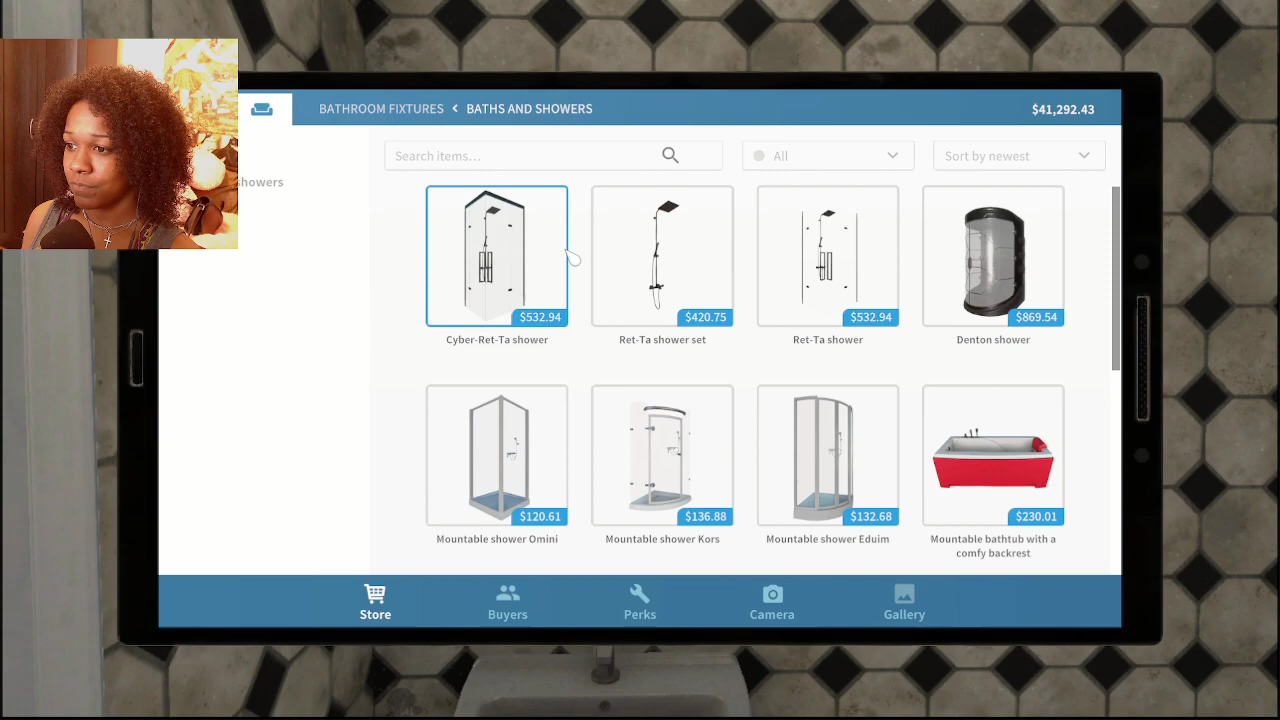 BATHROOM FIXTURES < BATHS AND SHOWERS
$41,292.43
Search items...
All
Sort by newest
showers
$532.94
$420.75
$532.94
$869.54
Cyber-Ret-Ta shower
Ret-Ta shower set
Ret-Ta shower
Denton shower
$120.61
$136.88
$132.68
$230.01
Mountable shower Omini
Mountable shower Kors
Mountable shower Eduim
Mountable bathtub with a
comfy backrest
Store
Buyers
Perks
Camera
Gallery